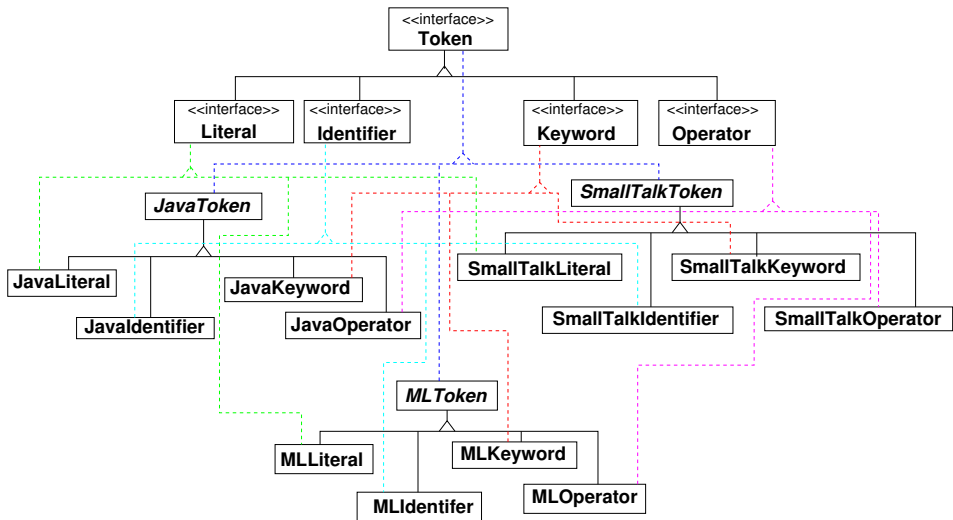 <<interface>>
Token
<<interface>>
Literal
<<interface>>
Identifier
<<interface>>
Keyword
<<interface>>
Operator
JavaToken
SmallTalkToken
JavaLiteral
JavaIdentifier
JavaKeyword
JavaOperator
SmallTalkLiteral
SmallTalkIdentifier
SmallTalkKeyword
SmallTalkOperator
MLToken
MLLiteral
MLIdentifer
MLKeyword
MLOperator